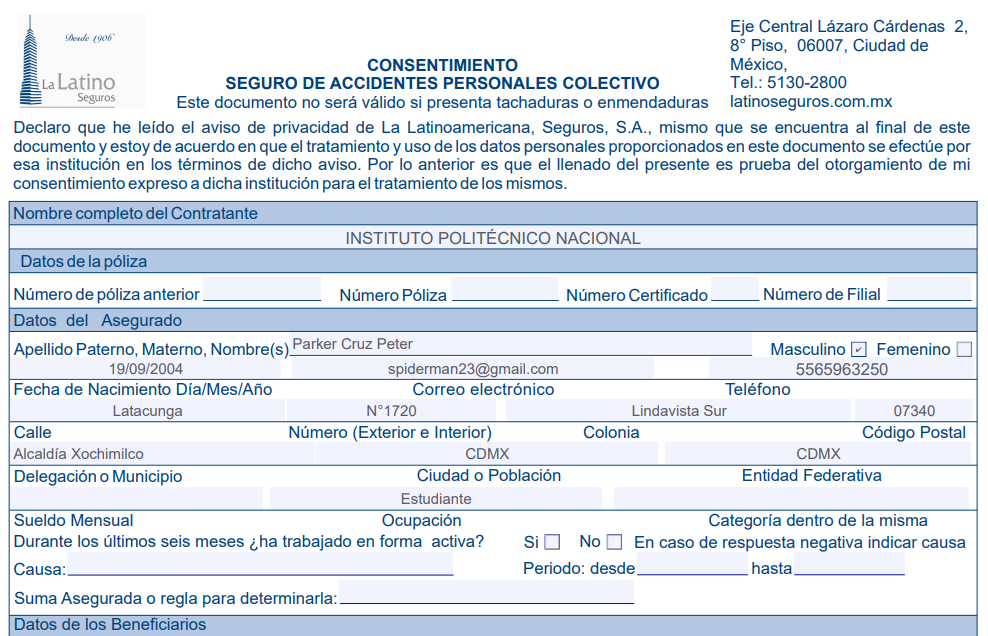 Desde 1906
La Latino
Seguros
CONSENTIMIENTO
SEGURO DE ACCIDENTES PERSONALES COLECTIVO
Este documento no será válido si presenta tachaduras o enmendaduras
Eje Central Lázaro Cárdenas 2,
8° Piso, 06007, Ciudad de
México,
Tel.: 5130-2800
latinoseguros.com.mx
Declaro que he leído el aviso de privacidad de La Latinoamericana, Seguros, S.A., mismo que se encuentra al final de este
documento y estoy de acuerdo en que el tratamiento y uso de los datos personales proporcionados en este documento se efectúe por
esa institución en los términos de dicho aviso. Por lo anterior es que el llenado del presente es prueba del otorgamiento de mi
consentimiento expreso a dicha institución para el tratamiento de los mismos.
Nombre completo del Contratante
INSTITUTO POLITÉCNICO NACIONAL
Datos de la póliza
Número de póliza anterior Número Póliza Número Certificado Número de Filial
Datos del Asegurado
Apellido Paterno, Materno, Nombre(s) Parker Cruz Peter Masculino ✓ Femenino
19/09/2004 spiderman23@gmail.com 5565963250
Fecha de Nacimiento Día/Mes/Año Correo electrónico Teléfono
Latacunga N°1720 Lindavista Sur 07340
Calle Número (Exterior e Interior) Colonia Código Postal
Alcaldía Xochimilco CDMX CDMX
Delegación o Municipio Ciudad o Población Entidad Federativa
Estudiante
Sueldo Mensual Ocupación Categoría dentro de la misma
Durante los últimos seis meses ¿ha trabajado en forma activa? Si No En caso de respuesta negativa indicar causa
Causa: Periodo: desde hasta
Suma Asegurada o regla para determinarla:
Datos de los Beneficiarios